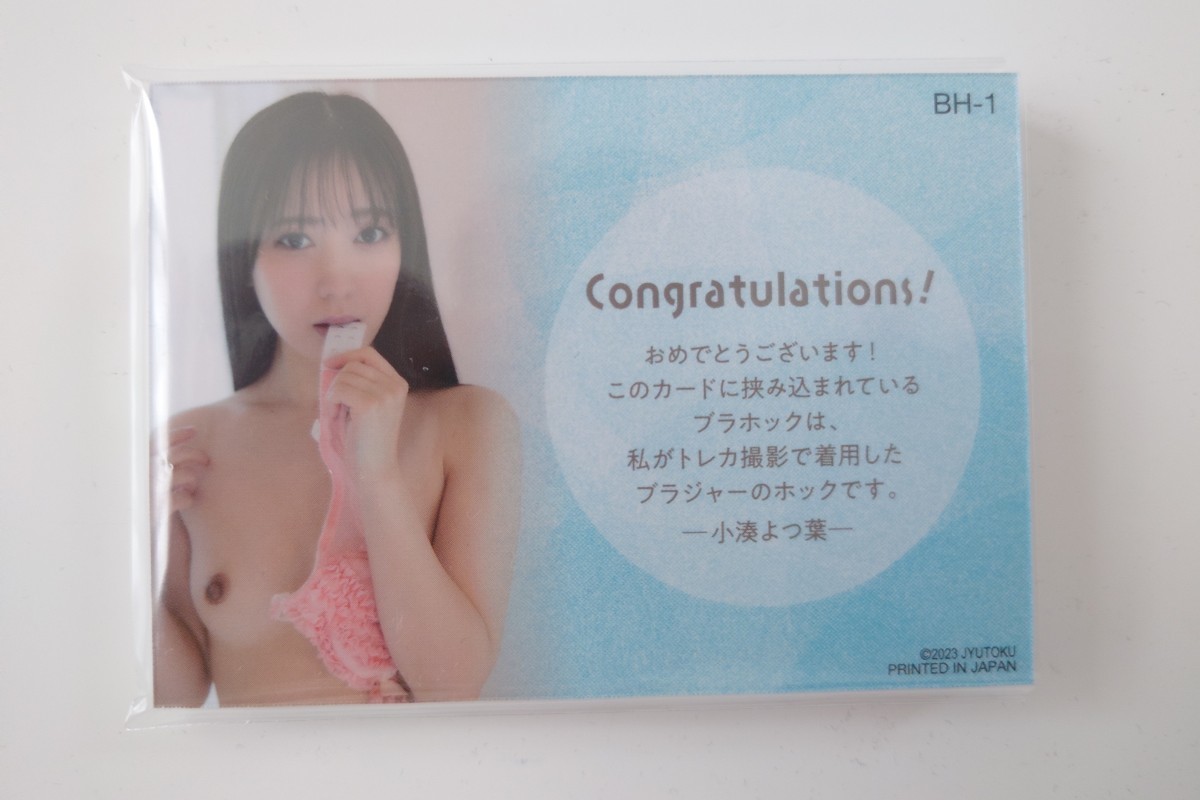 BH-1
Congratulations!
おめでとうございます!
このカードに挟み込まれている
ブラホックは、
私がトレカ撮影で着用した
ブラジャーのホックです。
―小湊よつ葉―
©2023 JYUTOKU
PRINTED IN JAPAN